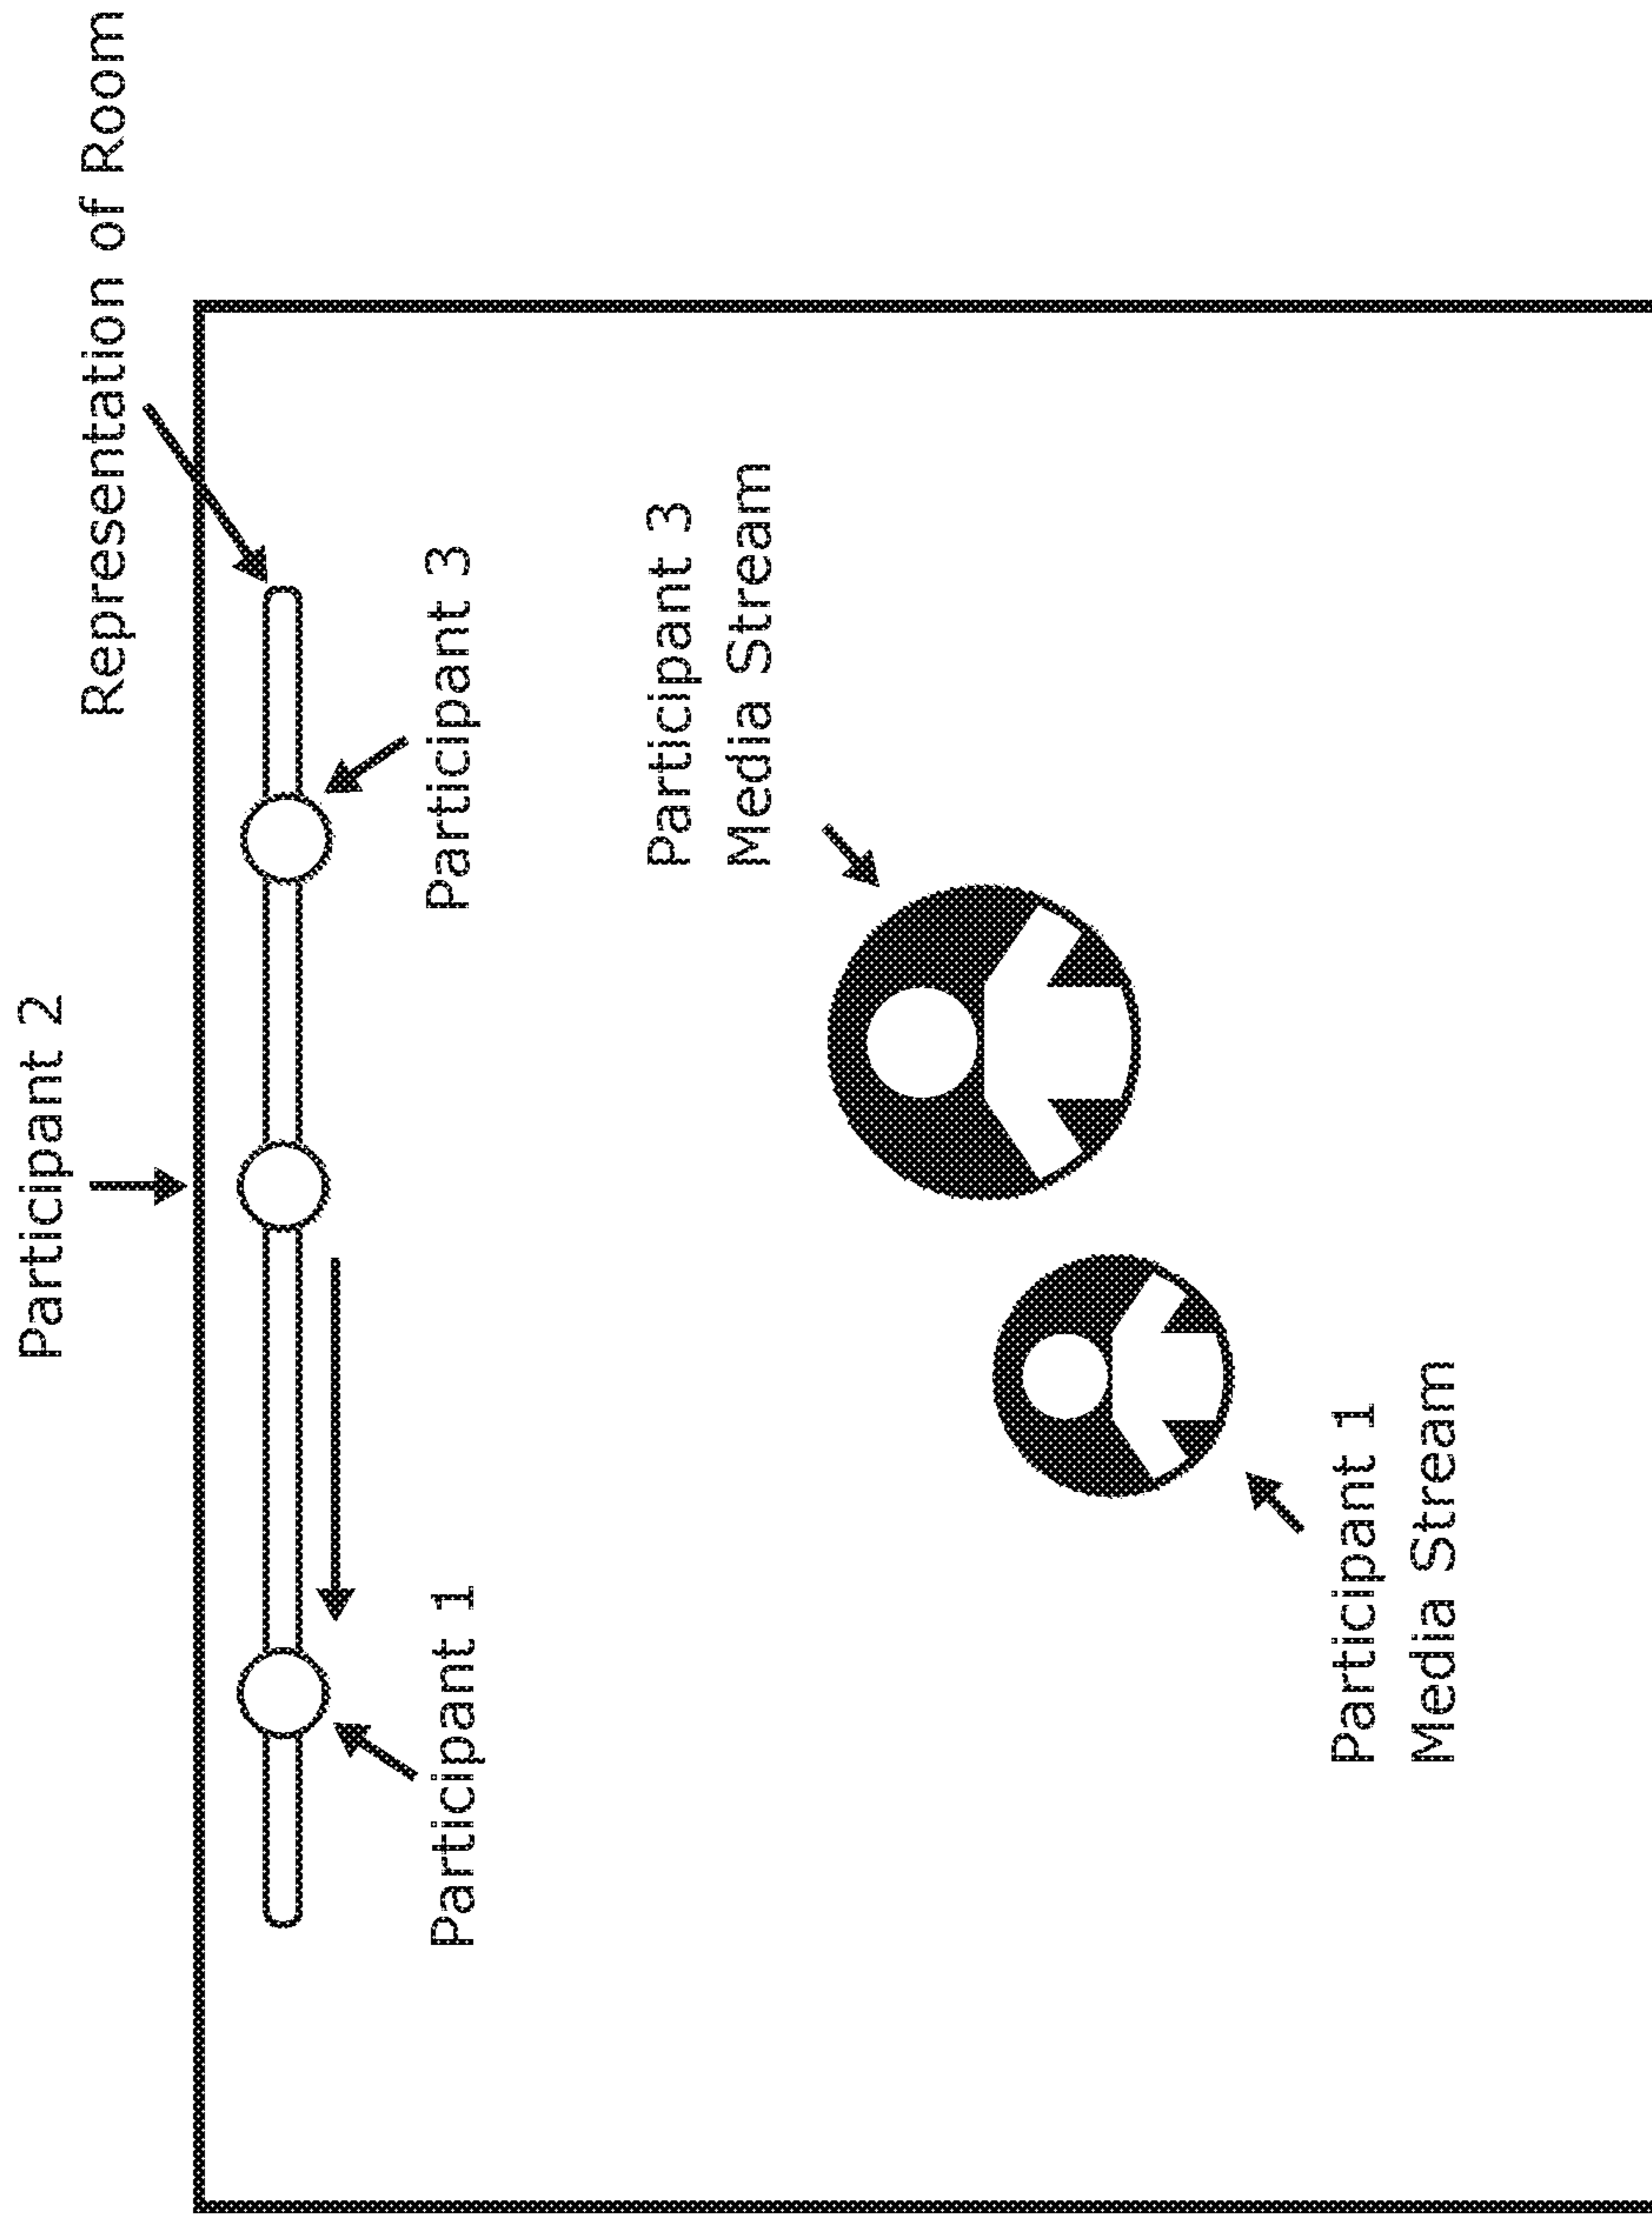 Representation of Room
Participant 2
Participant 3
Participant 1
Participant 3
Media Stream
Participant 1
Media Stream